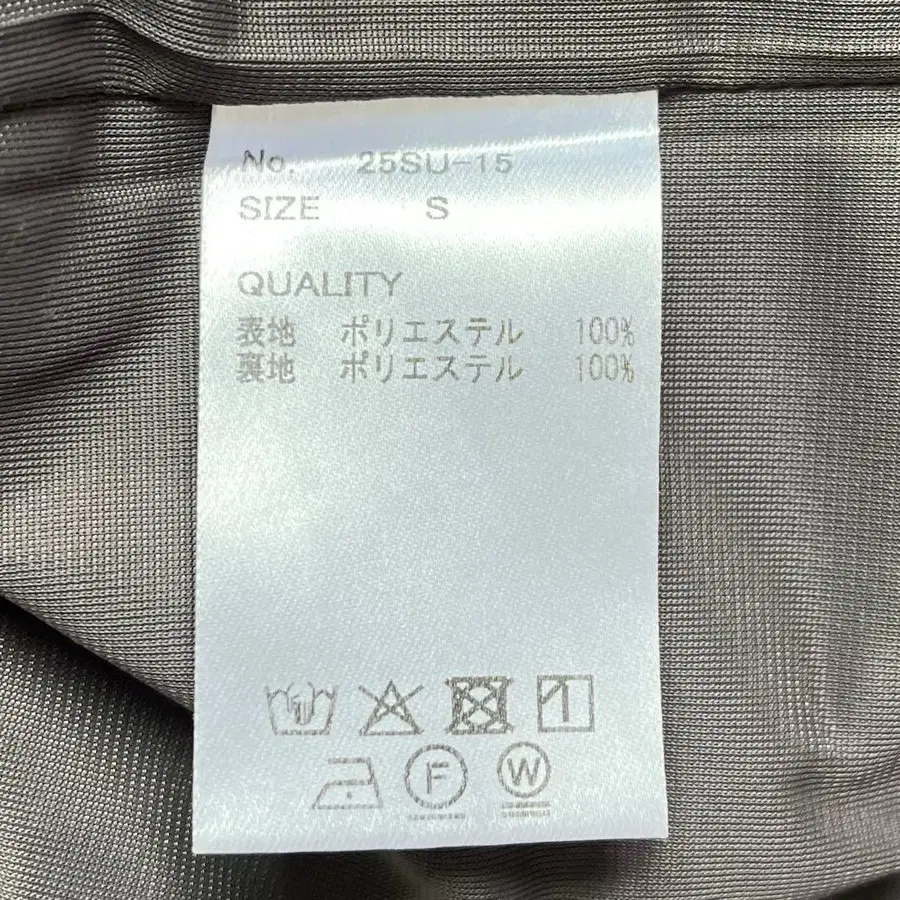 No. 25SU-15
SIZE S
QUALITY
表地 ポリエステル 100%
裏地 ポリエステル 100%
F W